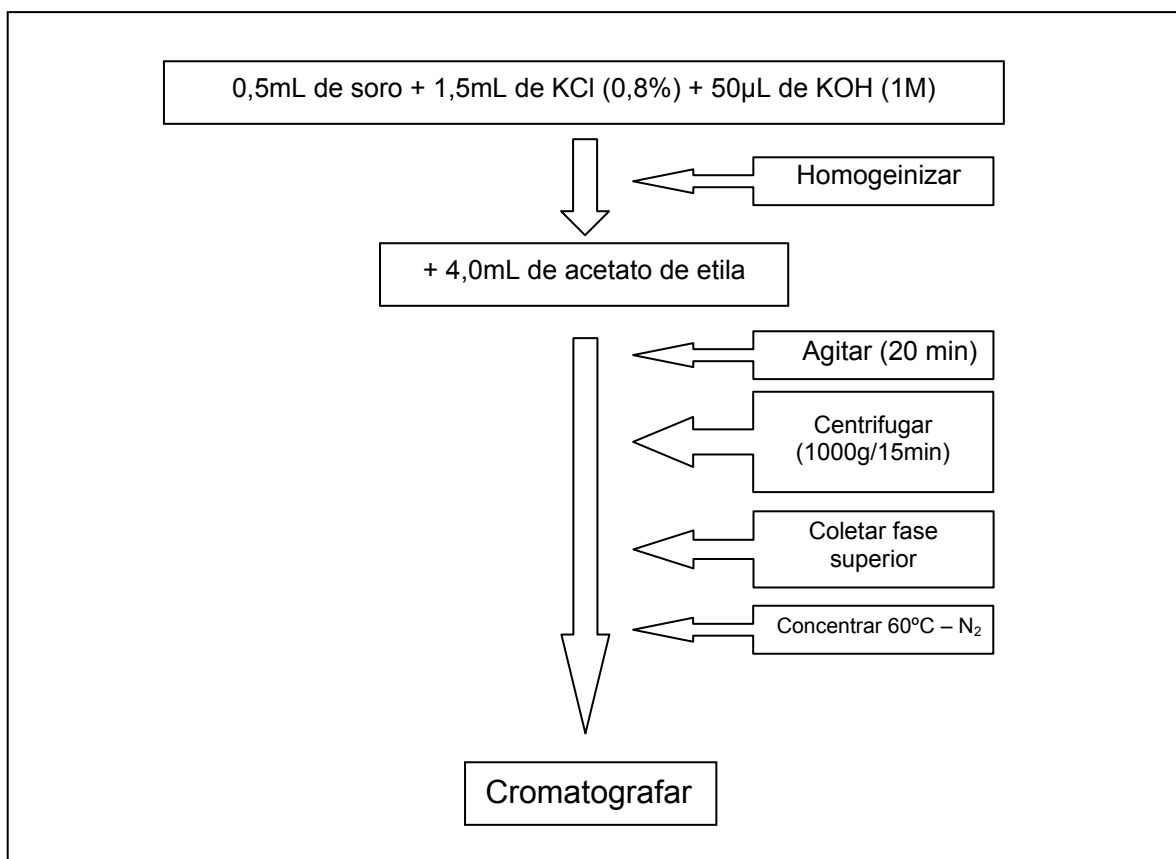 0,5mL de soro + 1,5mL de KCl (0,8%) + 50µL de KOH (1M)
Homogeinizar
+ 4,0mL de acetato de etila
Agitar (20 min)
Centrifugar
(1000g/15min)
Coletar fase
superior
Concentrar 60ºC – N₂
Cromatografar